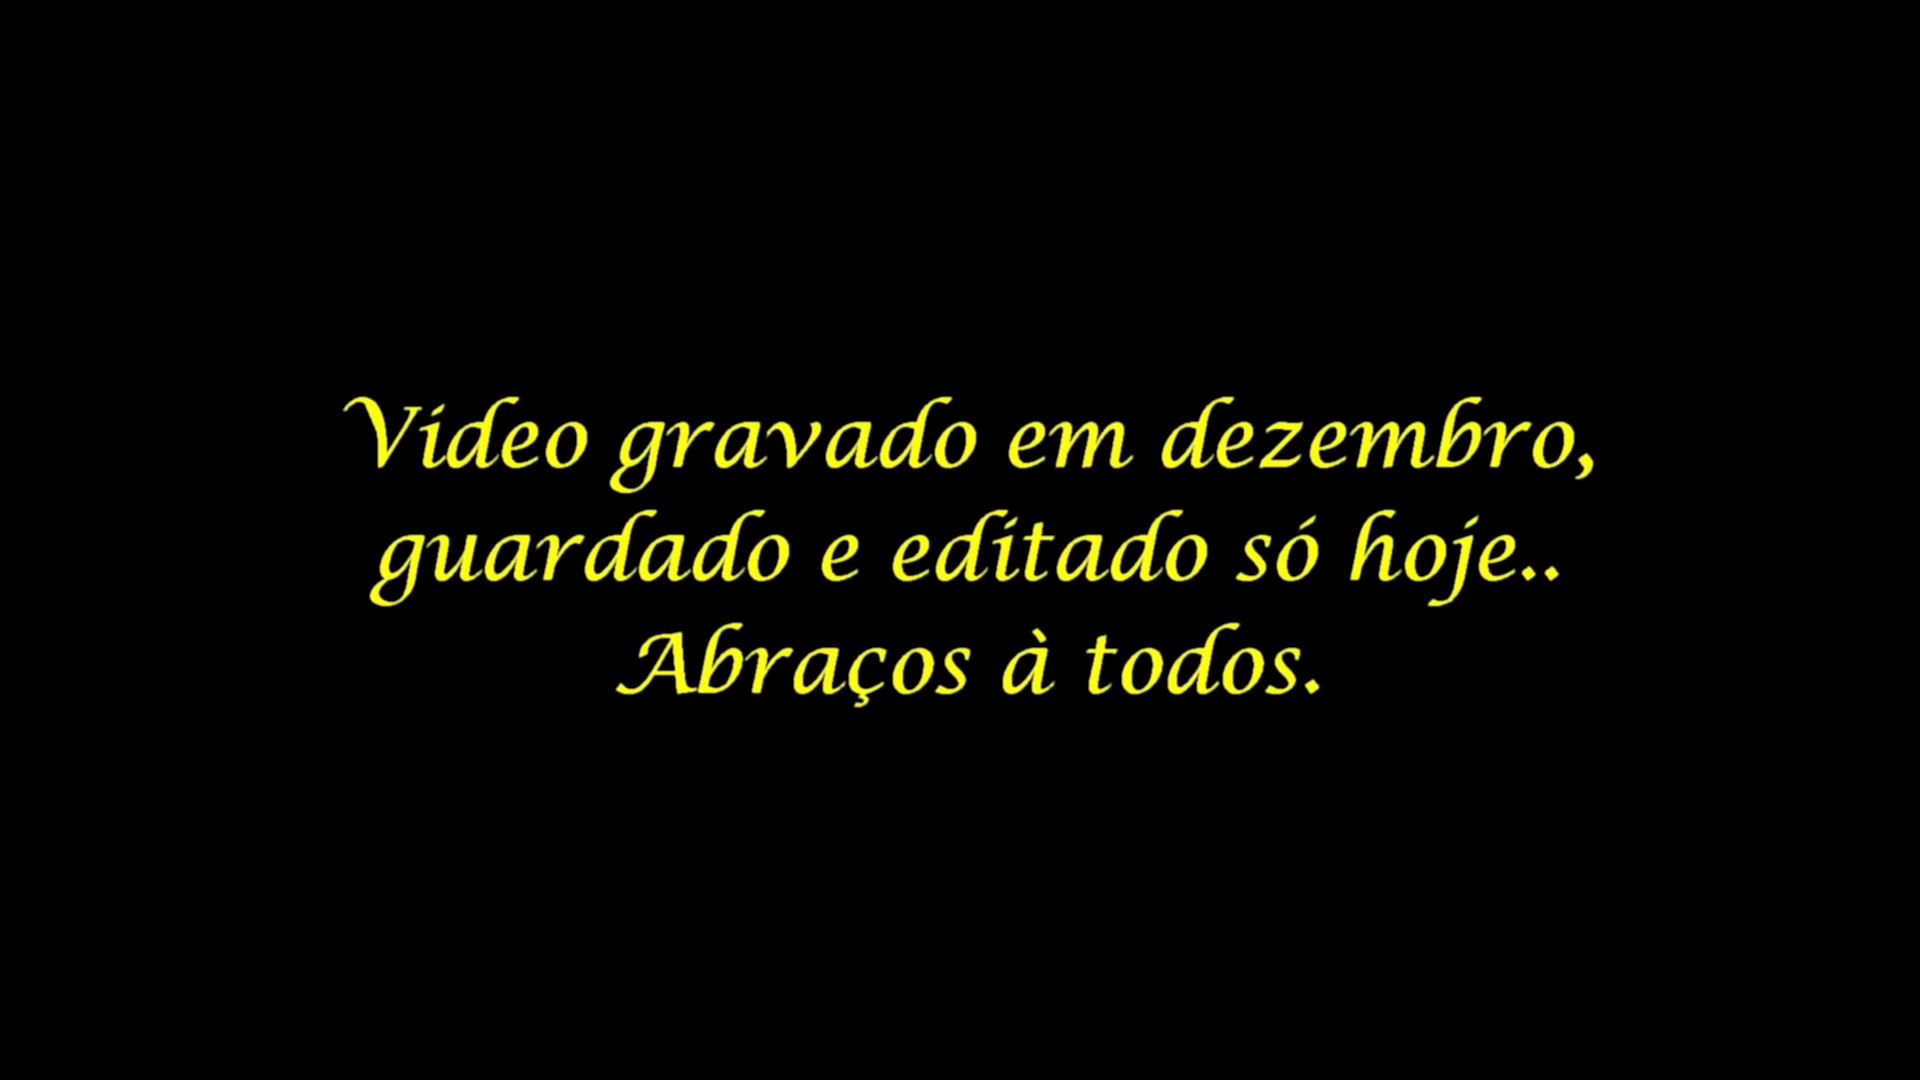 Vídeo gravado em dezembro,
guardado e editado só hoje..
Abraços à todos.